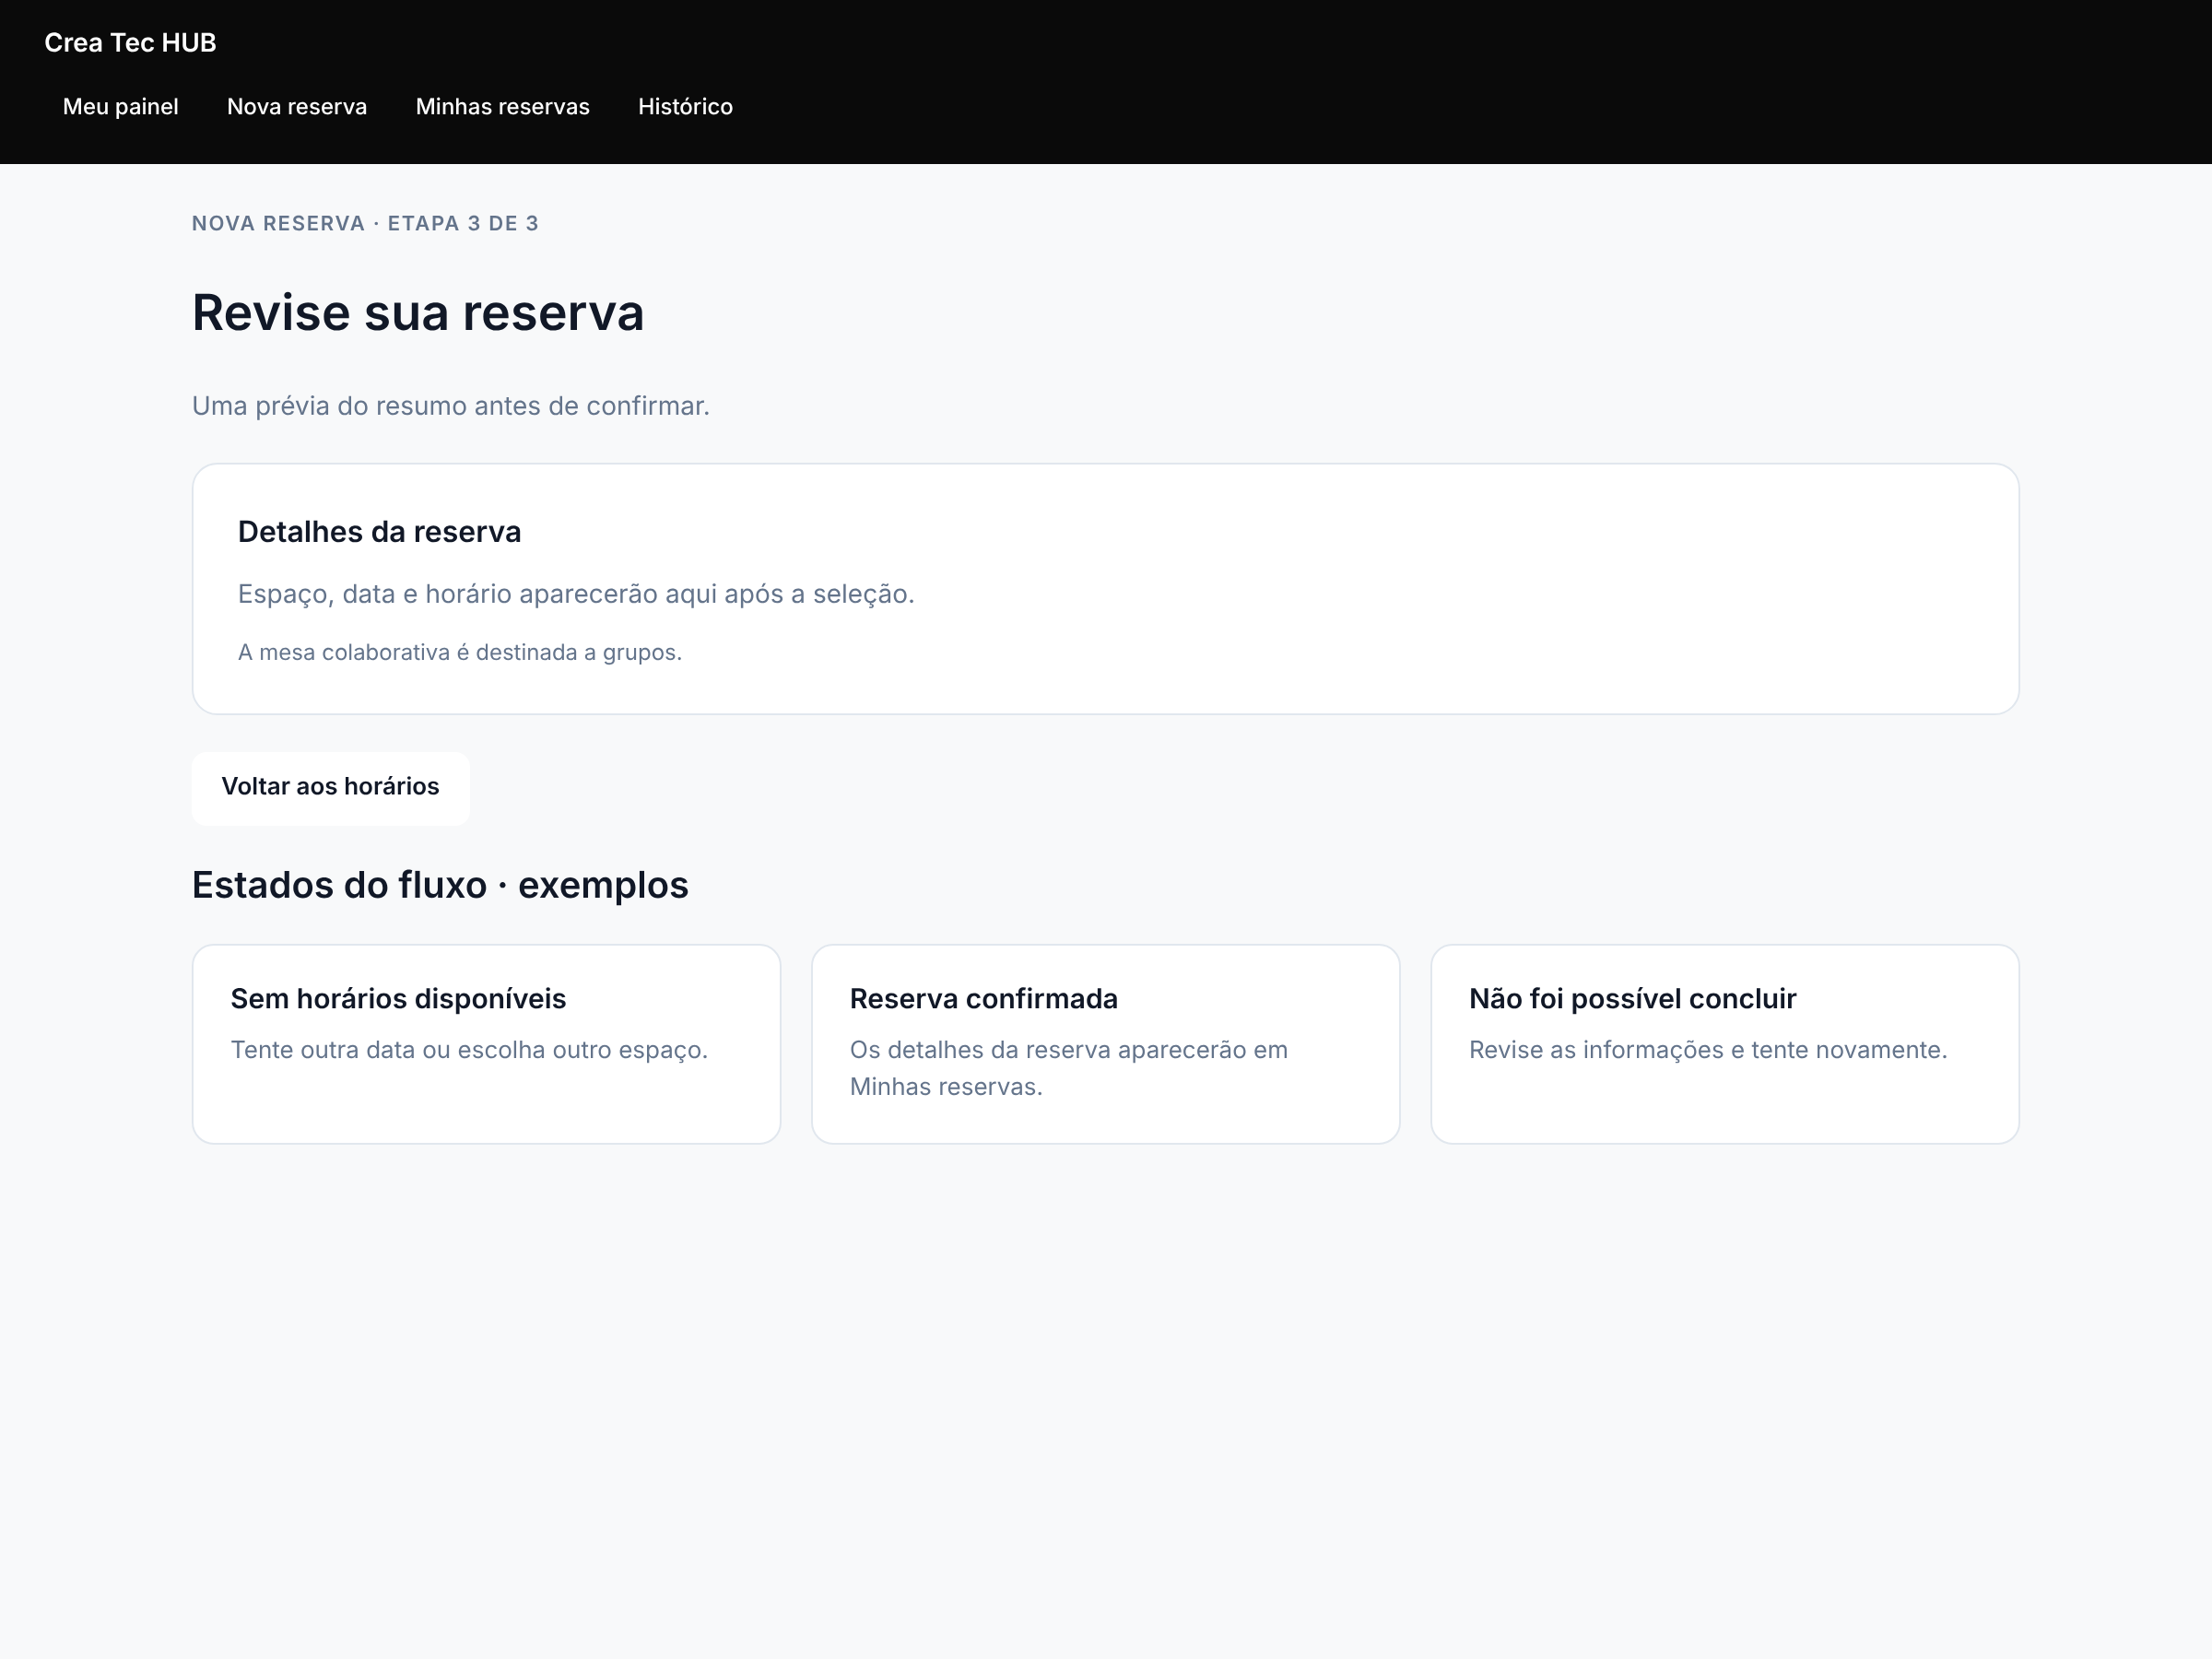 Crea Tec HUB
Meu painel Nova reserva Minhas reservas Histórico
NOVA RESERVA · ETAPA 3 DE 3
Revise sua reserva
Uma prévia do resumo antes de confirmar.
Detalhes da reserva
Espaço, data e horário aparecerão aqui após a seleção.
A mesa colaborativa é destinada a grupos.
Voltar aos horários
Estados do fluxo · exemplos
Sem horários disponíveis
Tente outra data ou escolha outro espaço.
Reserva confirmada
Os detalhes da reserva aparecerão em
Minhas reservas.
Não foi possível concluir
Revise as informações e tente novamente.